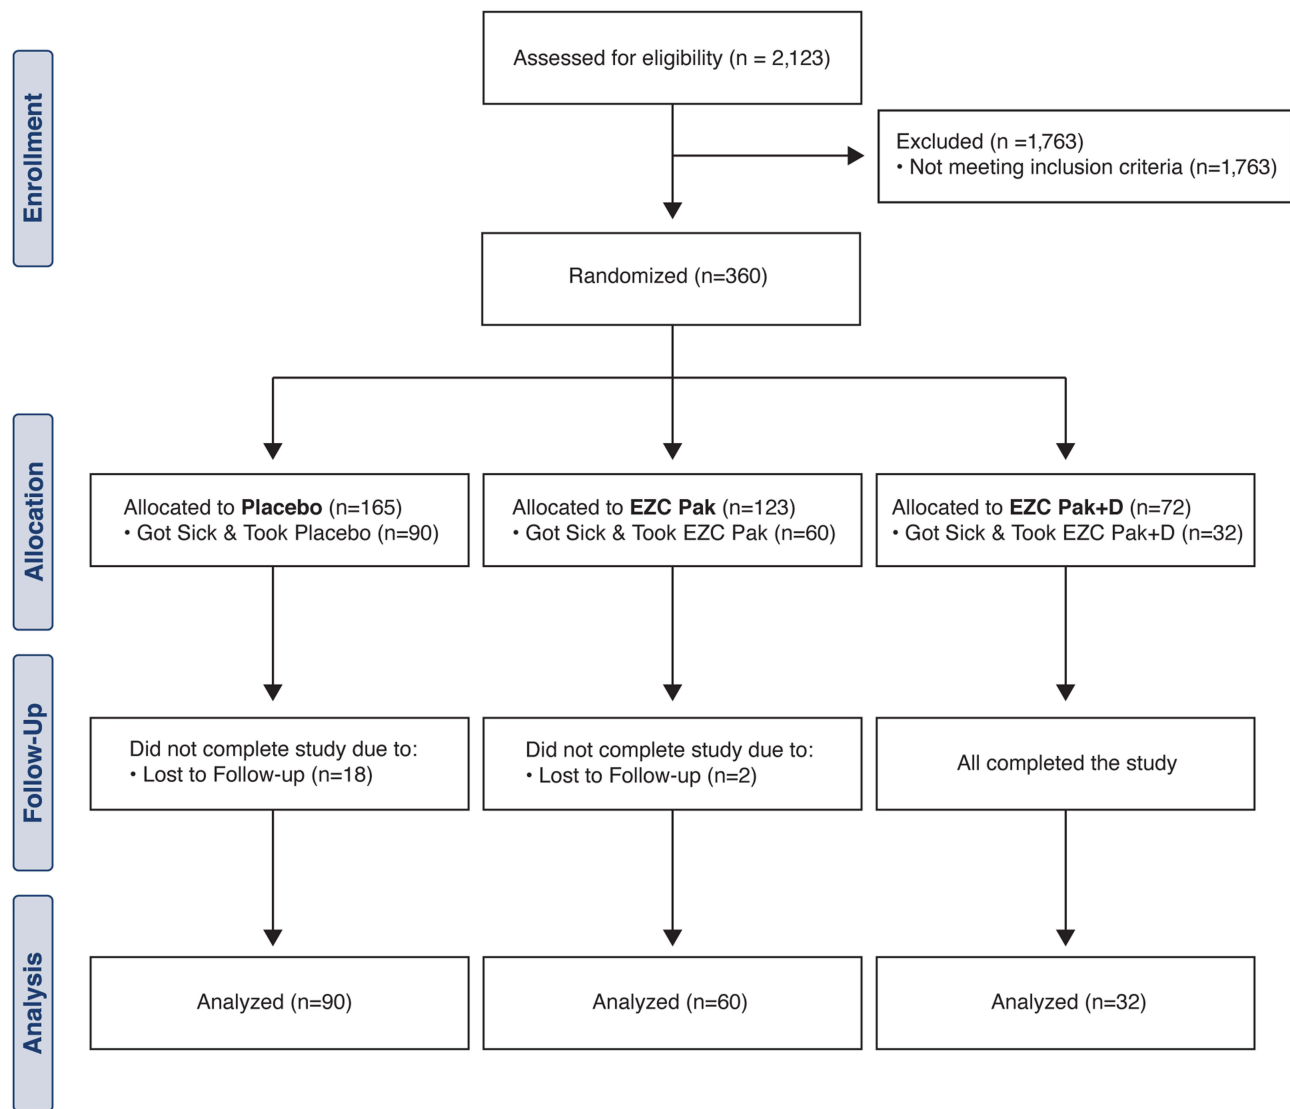 Enrollment
Assessed for eligibility (n = 2,123)
Excluded (n =1,763)
• Not meeting inclusion criteria (n=1,763)
Randomized (n=360)
Allocation
Allocated to Placebo (n=165)
• Got Sick & Took Placebo (n=90)
Allocated to EZC Pak (n=123)
• Got Sick & Took EZC Pak (n=60)
Allocated to EZC Pak+D (n=72)
• Got Sick & Took EZC Pak+D (n=32)
Follow-Up
Did not complete study due to:
• Lost to Follow-up (n=18)
Did not complete study due to:
• Lost to Follow-up (n=2)
All completed the study
Analysis
Analyzed (n=90)
Analyzed (n=60)
Analyzed (n=32)